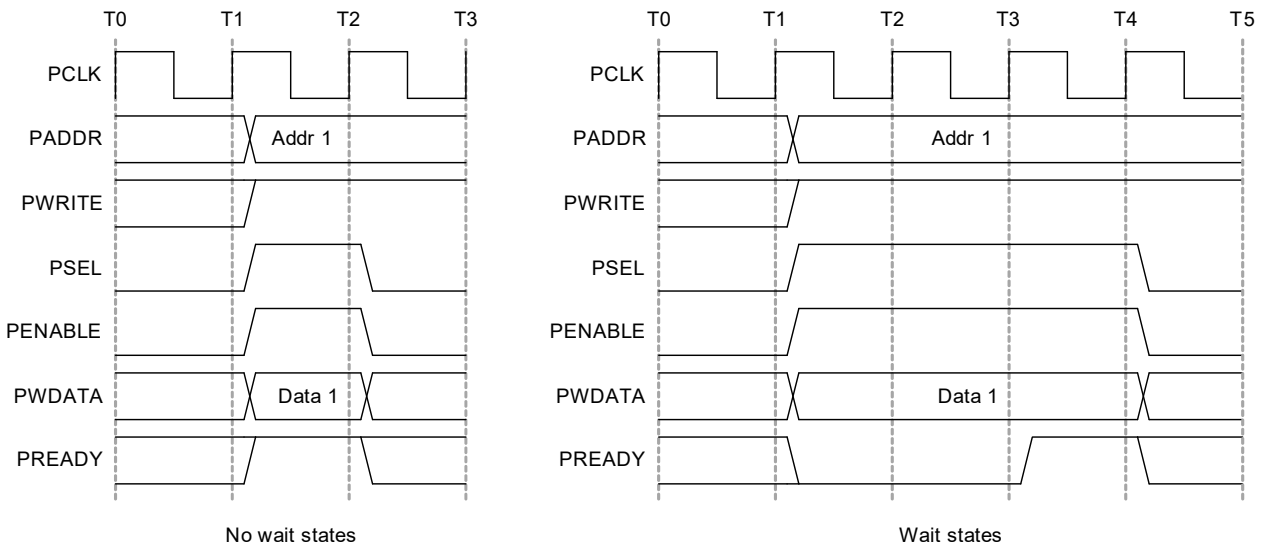 T0 T1 T2 T3
PCLK
PADDR Addr 1
PWRITE
PSEL
PENABLE
PWDATA Data 1
PREADY
No wait states
T0 T1 T2 T3 T4 T5
PCLK
PADDR Addr 1
PWRITE
PSEL
PENABLE
PWDATA Data 1
PREADY
Wait states